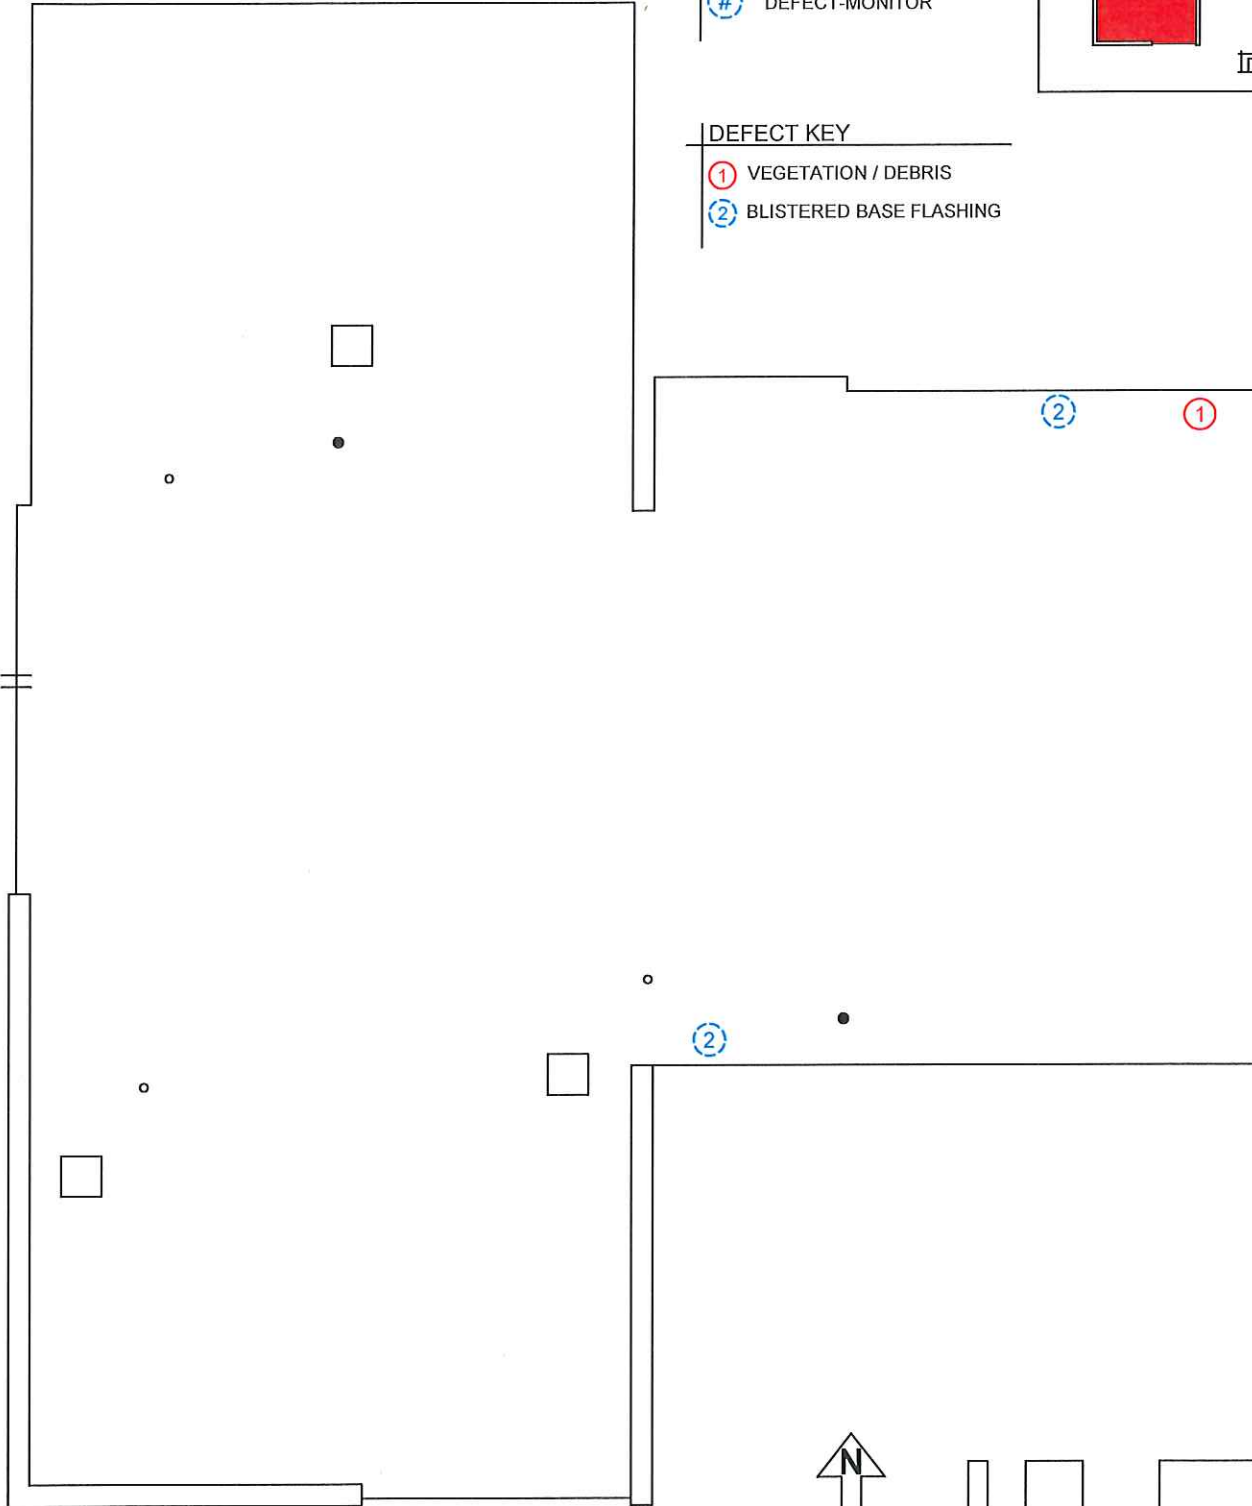 # DEFECT-MONITOR
DEFECT KEY
1 VEGETATION / DEBRIS
2 BLISTERED BASE FLASHING
2
1
2
N